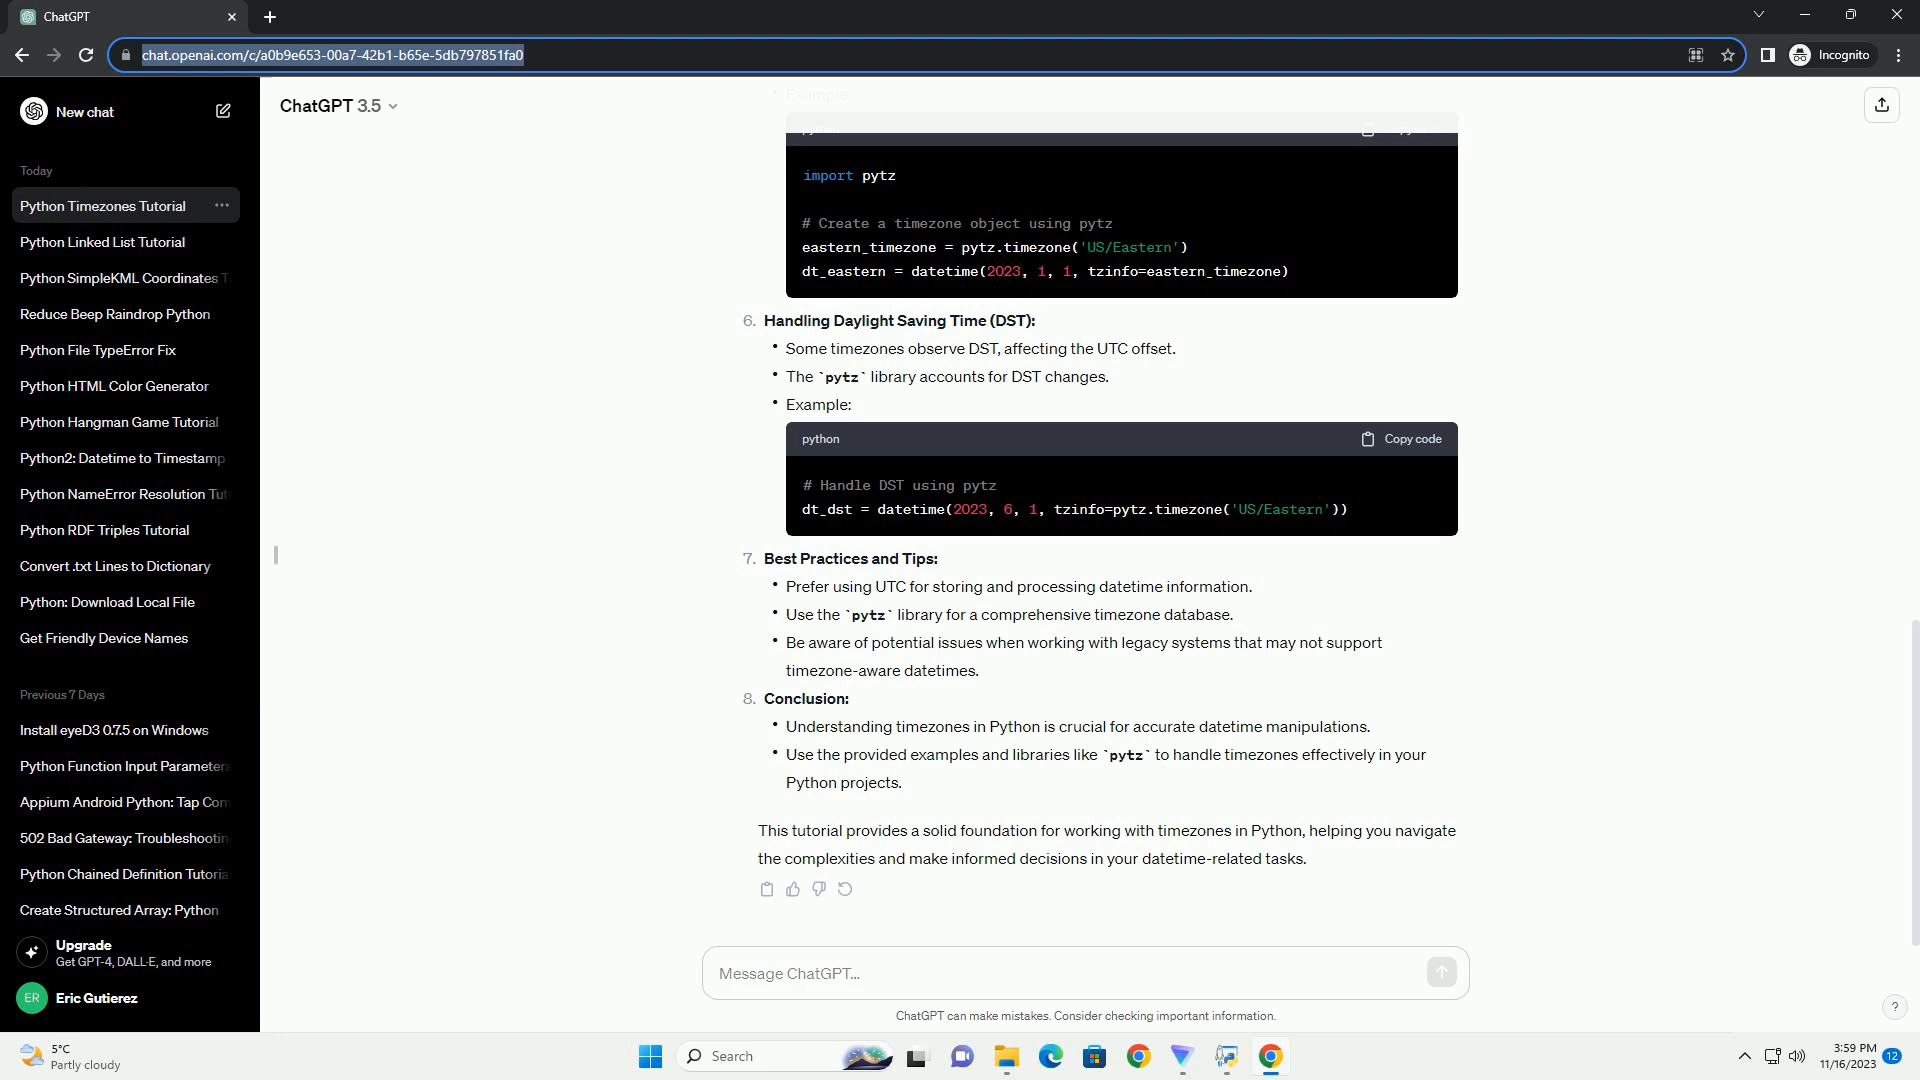 ChatGPT
chat.openai.com/c/a0b9e653-00a7-42b1-b65e-5db797851fa0
Incognito
New chat
ChatGPT 3.5
Today
Python Timezones Tutorial
Python Linked List Tutorial
Python SimpleKML Coordinates T
Reduce Beep Raindrop Python
Python File TypeError Fix
Python HTML Color Generator
Python Hangman Game Tutorial
Python2: Datetime to Timestamp
Python NameError Resolution Tut
Python RDF Triples Tutorial
Convert .txt Lines to Dictionary
Python: Download Local File
Get Friendly Device Names
Previous 7 Days
Install eyeD3 0.7.5 on Windows
Python Function Input Parameters
Appium Android Python: Tap Com
502 Bad Gateway: Troubleshootin
Python Chained Definition Tutoria
Create Structured Array: Python
Upgrade
Get GPT-4, DALL·E, and more
ER
Eric Gutierez
Example:
import pytz
# Create a timezone object using pytz
eastern_timezone = pytz.timezone('US/Eastern')
dt_eastern = datetime(2023, 1, 1, tzinfo=eastern_timezone)
6. Handling Daylight Saving Time (DST):
• Some timezones observe DST, affecting the UTC offset.
• The `pytz` library accounts for DST changes.
• Example:
python
Copy code
# Handle DST using pytz
dt_dst = datetime(2023, 6, 1, tzinfo=pytz.timezone('US/Eastern'))
7. Best Practices and Tips:
• Prefer using UTC for storing and processing datetime information.
• Use the `pytz` library for a comprehensive timezone database.
• Be aware of potential issues when working with legacy systems that may not support
timezone-aware datetimes.
8. Conclusion:
• Understanding timezones in Python is crucial for accurate datetime manipulations.
• Use the provided examples and libraries like `pytz` to handle timezones effectively in your
Python projects.
This tutorial provides a solid foundation for working with timezones in Python, helping you navigate
the complexities and make informed decisions in your datetime-related tasks.
Message ChatGPT...
ChatGPT can make mistakes. Consider checking important information.
?
5°C
Partly cloudy
Search
3:59 PM
11/16/2023
12